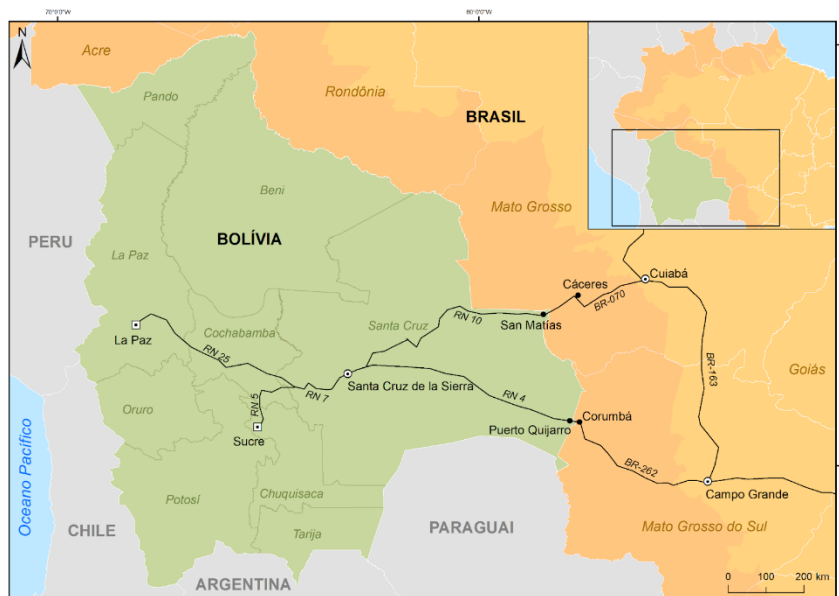 70°0'0"W
60°0'0"W
N
Acre
Pando
Rondônia
BRASIL
Beni
Mato Grosso
PERU
BOLÍVIA
La Paz
Cuiabá
Cáceres
BR-070
San Matías
RN 10
Santa Cruz
Cochabamba
La Paz
RN 25
BR-163
Goiás
Santa Cruz de la Sierra
RN 7
RN 4
Oruro
RN 5
Sucre
Puerto Quijarro
Corumbá
BR-262
Campo Grande
Oceano Pacífico
Potosí
Chuquisaca
CHILE
PARAGUAI
Mato Grosso do Sul
Tarija
ARGENTINA
0 100 200 km